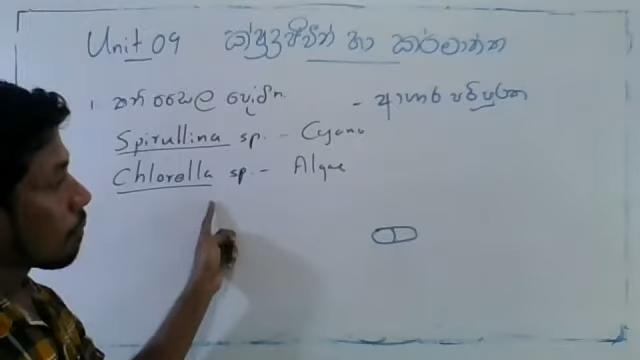 Unit 09 ක්ෂුද්‍රජීවීන් හා කර්මාන්ත
1. තනි සෛල ප්‍රෝටීන - ආහාර පරිපූරක
Spirullina sp. - Cyano
Chlorella sp. - Algae